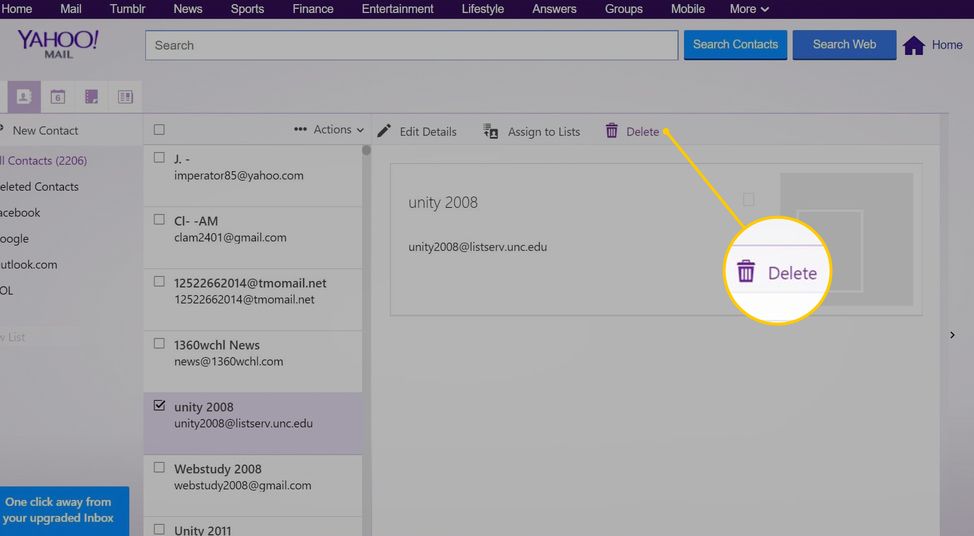 Home Mail Tumblr News Sports Finance Entertainment Lifestyle Answers Groups Mobile More
YAHOO!
MAIL
Search
Search Contacts
Search Web
Home
6
New Contact
ll Contacts (2206)
eleted Contacts
acebook
oogle
utlook.com
OL
w List
One click away from
your upgraded Inbox
••• Actions
J. -
imperator85@yahoo.com
Cl- -AM
clam2401@gmail.com
12522662014@tmomail.net
12522662014@tmomail.net
1360wchl News
news@1360wchl.com
unity 2008
unity2008@listserv.unc.edu
Webstudy 2008
webstudy2008@gmail.com
Unity 2011
Edit Details Assign to Lists Delete
unity 2008
unity2008@listserv.unc.edu
Delete